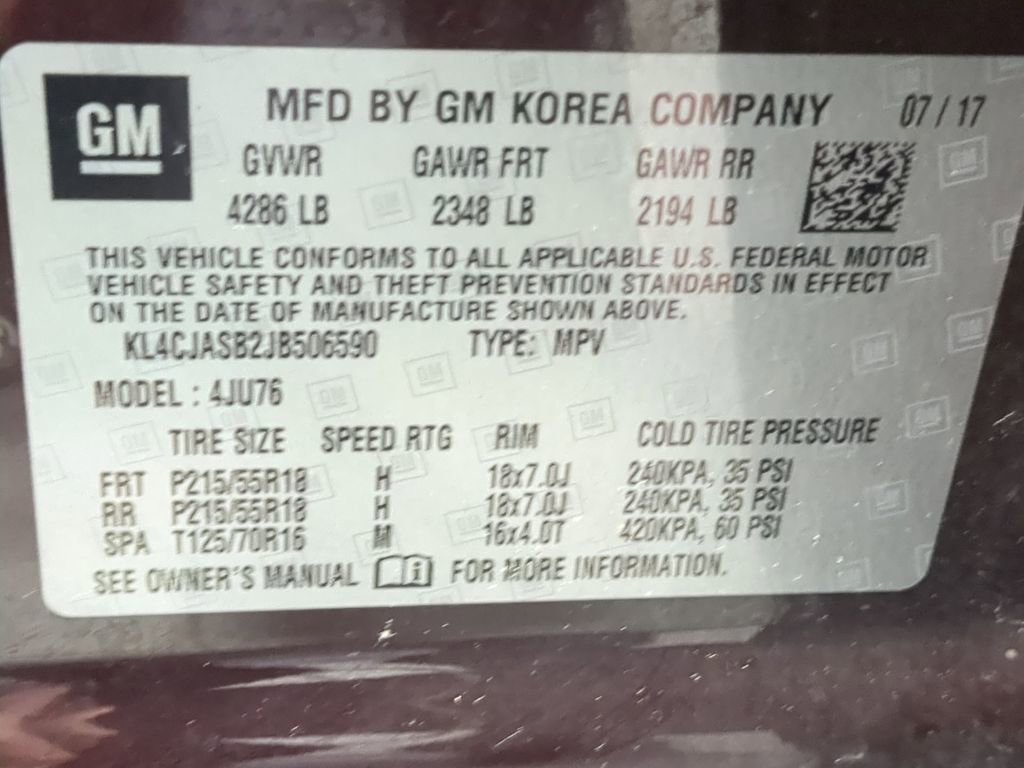 GM MFD BY GM KOREA COMPANY 07/17
GVWR GAWR FRT GAWR RR
4286 LB 2348 LB 2194 LB
THIS VEHICLE CONFORMS TO ALL APPLICABLE U.S. FEDERAL MOTOR
VEHICLE SAFETY AND THEFT PREVENTION STANDARDS IN EFFECT
ON THE DATE OF MANUFACTURE SHOWN ABOVE.
KL4CJASB2JB506590 TYPE: MPV
MODEL : 4JU76
TIRE SIZE SPEED RTG RIM COLD TIRE PRESSURE
FRT P215/55R18 H 18x7.0J 240KPA, 35 PSI
RR P215/55R18 H 18x7.0J 240KPA, 35 PSI
SPA T125/70R16 M 16x4.0T 420KPA, 60 PSI
SEE OWNER'S MANUAL i FOR MORE INFORMATION.